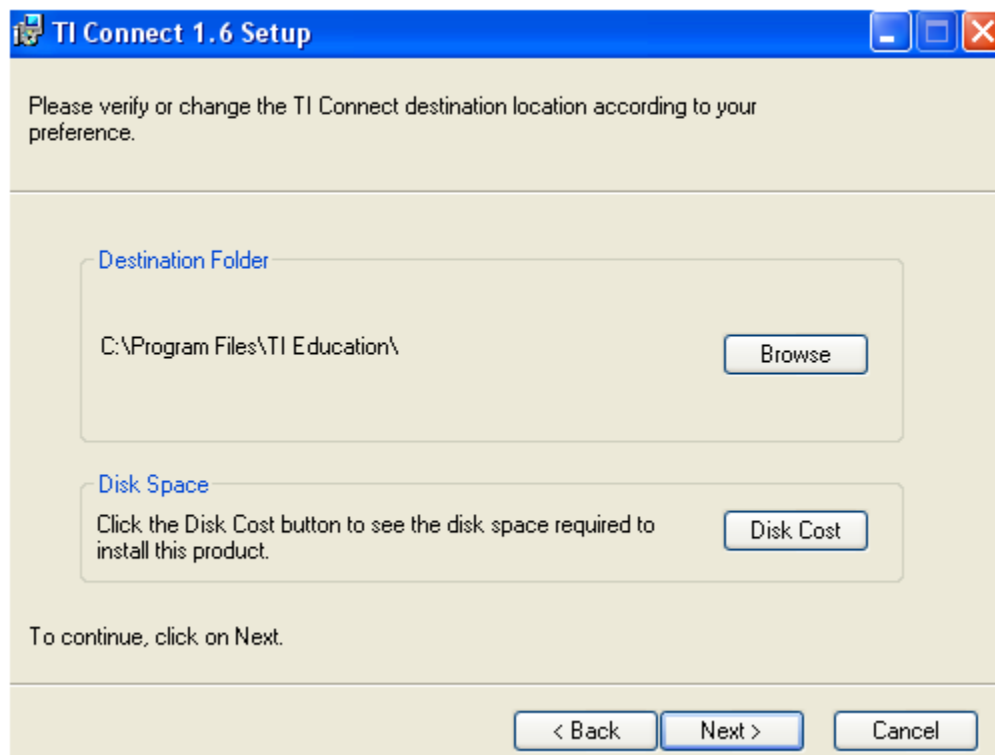 TI Connect 1.6 Setup
Please verify or change the TI Connect destination location according to your
preference.
Destination Folder
C:\Program Files\TI Education\
Browse
Disk Space
Click the Disk Cost button to see the disk space required to
install this product.
Disk Cost
To continue, click on Next.
< Back
Next >
Cancel